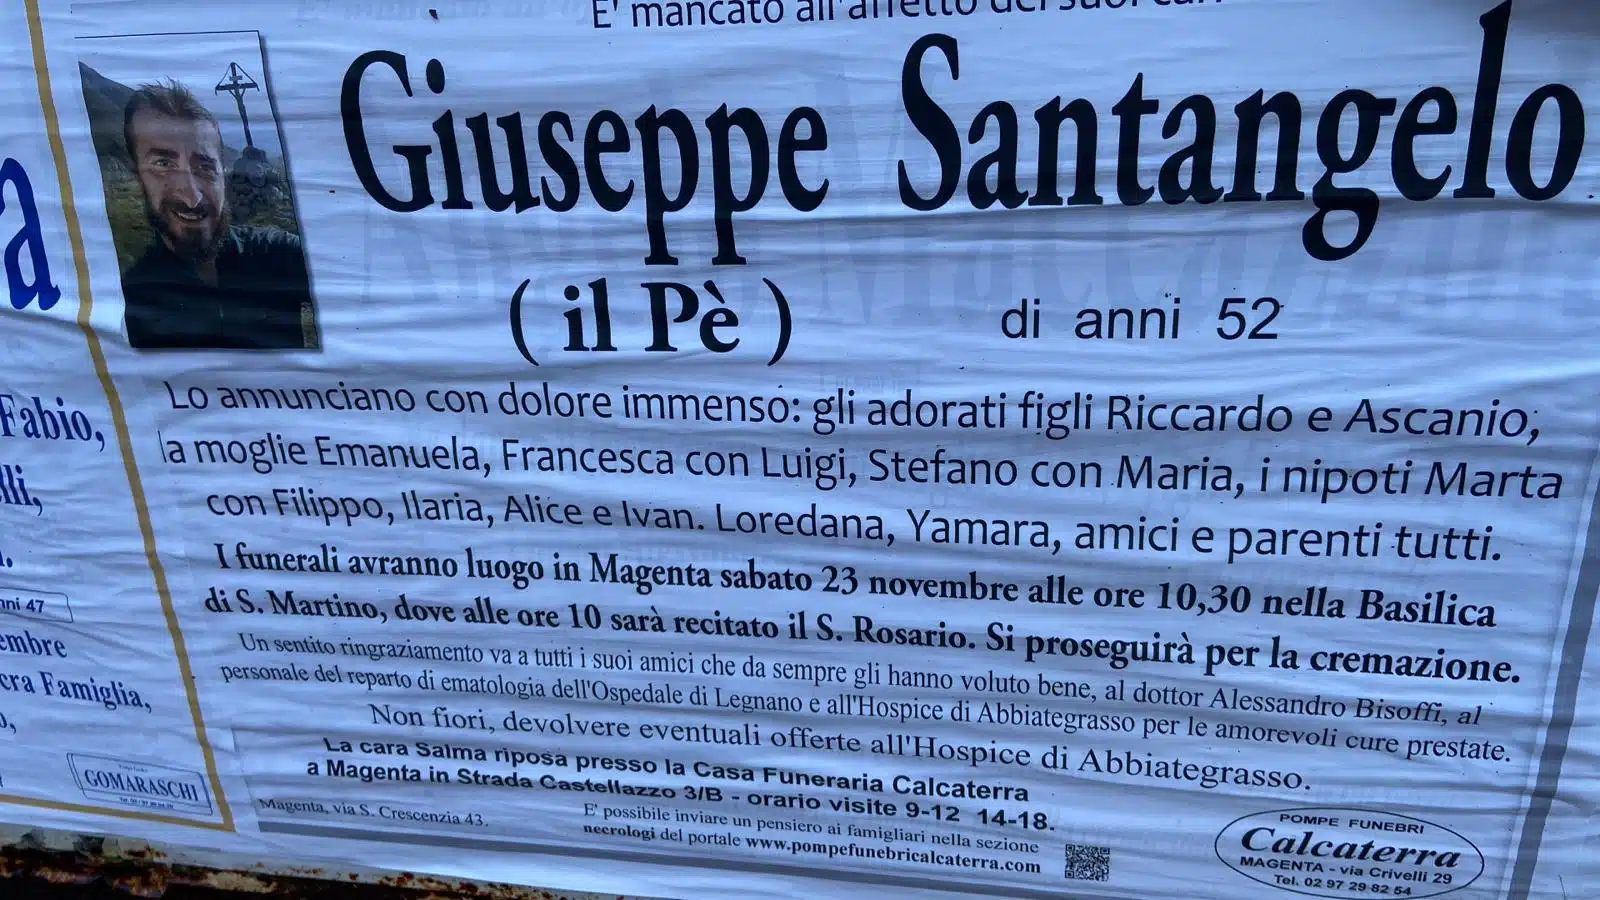 E' mancato all'affetto dei suoi cari
Giuseppe Santangelo
( il Pè )
di anni 52
Lo annunciano con dolore immenso: gli adorati figli Riccardo e Ascanio,
la moglie Emanuela, Francesca con Luigi, Stefano con Maria, i nipoti Marta
con Filippo, Ilaria, Alice e Ivan. Loredana, Yamara, amici e parenti tutti.
I funerali avranno luogo in Magenta sabato 23 novembre alle ore 10,30 nella Basilica
di S. Martino, dove alle ore 10 sarà recitato il S. Rosario. Si proseguirà per la cremazione.
Un sentito ringraziamento va a tutti i suoi amici che da sempre gli hanno voluto bene, al dottor Alessandro Bisoffi, al
personale del reparto di ematologia dell'Ospedale di Legnano e all'Hospice di Abbiategrasso per le amorevoli cure prestate.
Non fiori, devolvere eventuali offerte all'Hospice di Abbiategrasso.
La cara Salma riposa presso la Casa Funeraria Calcaterra
a Magenta in Strada Castellazzo 3/B - orario visite 9-12 14-18.
Magenta, via S. Crescenzia 43.
E' possibile inviare un pensiero ai famigliari nella sezione
necrologi del portale www.pompefunebricalcaterra.com
POMPE FUNEBRI
Calcaterra
MAGENTA - via Crivelli 29
Tel. 02 97 29 82 54
a
Fabio,
lli,
nni 47
embre
cra Famiglia,
o,
GOMARASCHI